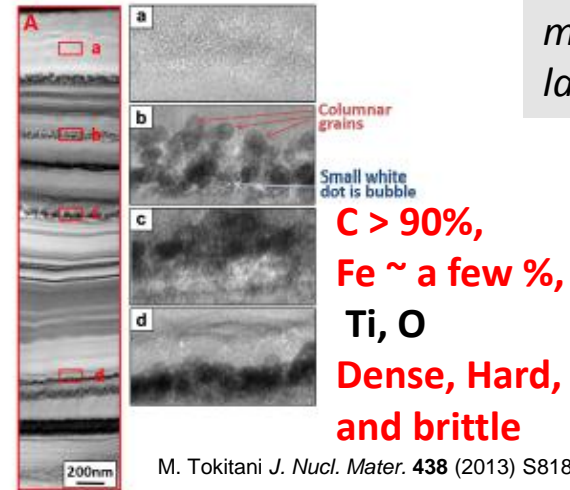 A
a
b
c
d
200nm
a
b
Columnar
grains
Small white
dot is bubble
c
d
C > 90%,
Fe ~ a few %,
Ti, O
Dense, Hard,
and brittle
M. Tokitani J. Nucl. Mater. 438 (2013) S818